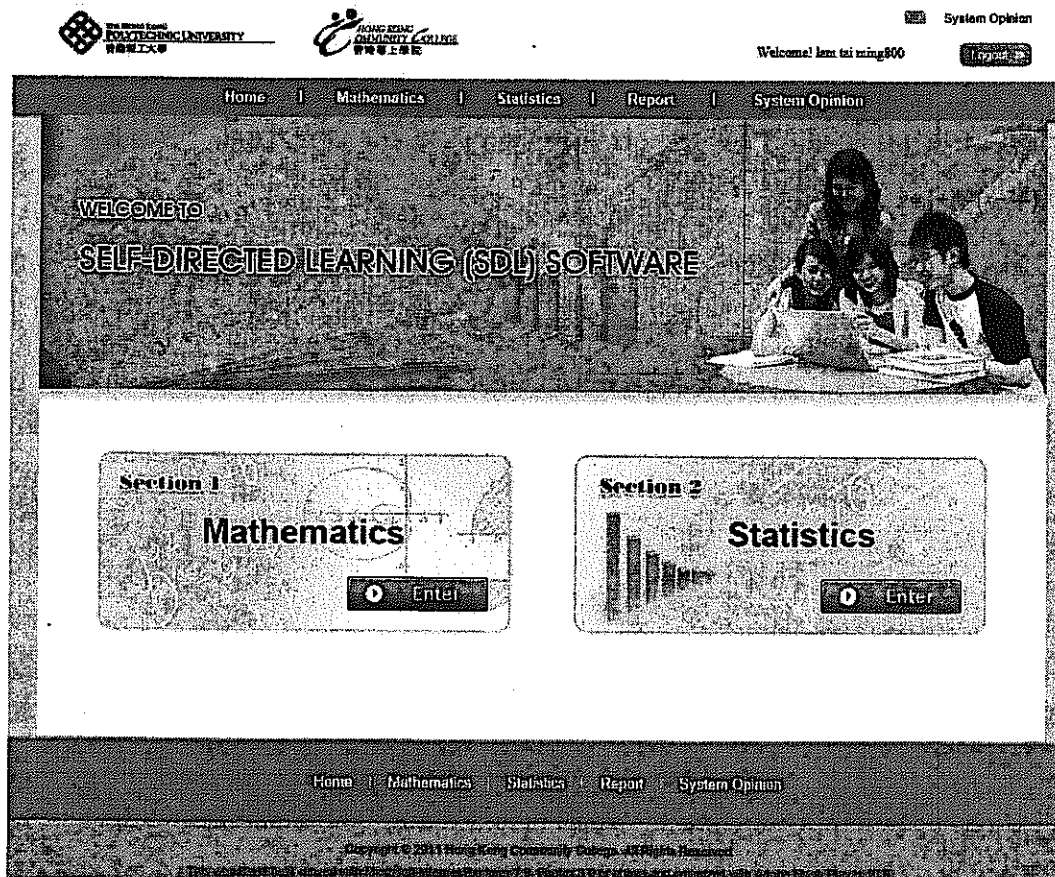 THE HONG KONG
POLYTECHNIC UNIVERSITY
香港理工大學
HONG KONG
COMMUNITY COLLEGE
香港專上學院
System Opinion
Welcome! lam tai ming800
Logout
Home | Mathematics | Statistics | Report | System Opinion
WELCOME TO
SELF-DIRECTED LEARNING (SDL) SOFTWARE
Section 1
Mathematics
Enter
Section 2
Statistics
Enter
Home | Mathematics | Statistics | Report | System Opinion
Copyright © 2011 Hong Kong Community College. All Rights Reserved